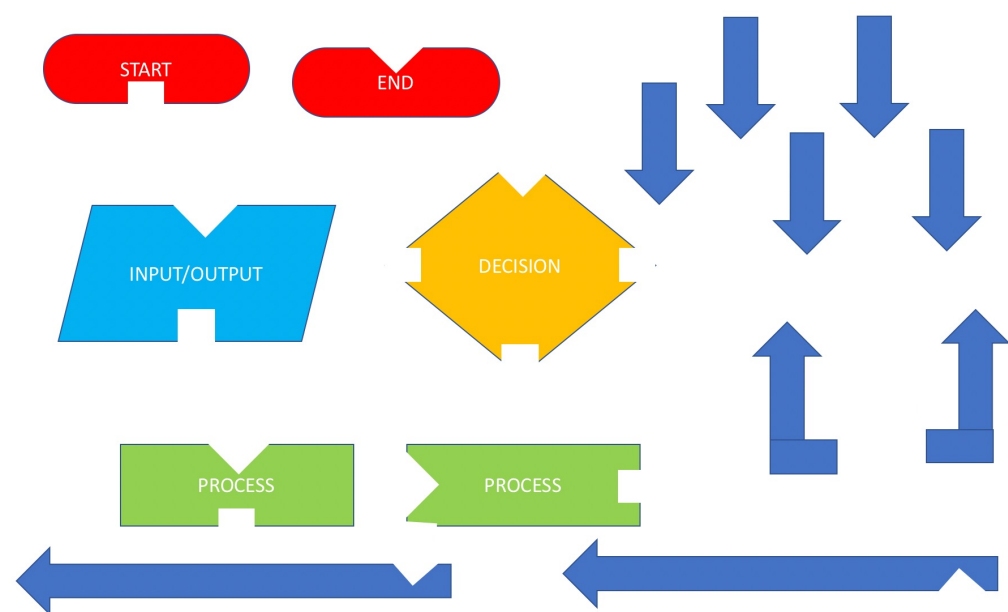 START
END
INPUT/OUTPUT
DECISION
PROCESS
PROCESS